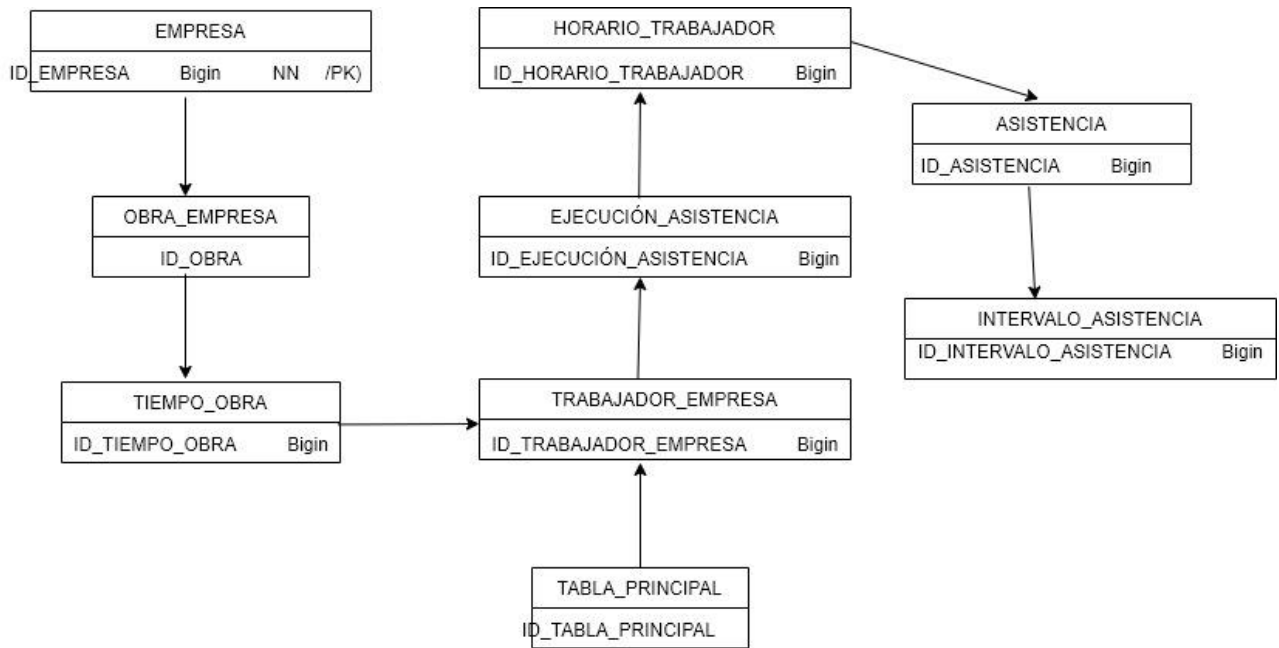 EMPRESA
ID_EMPRESA Bigin NN /PK)
OBRA_EMPRESA
ID_OBRA
TIEMPO_OBRA
ID_TIEMPO_OBRA Bigin
HORARIO_TRABAJADOR
ID_HORARIO_TRABAJADOR Bigin
EJECUCIÓN_ASISTENCIA
ID_EJECUCIÓN_ASISTENCIA Bigin
TRABAJADOR_EMPRESA
ID_TRABAJADOR_EMPRESA Bigin
TABLA_PRINCIPAL
ID_TABLA_PRINCIPAL
ASISTENCIA
ID_ASISTENCIA Bigin
INTERVALO_ASISTENCIA
ID_INTERVALO_ASISTENCIA Bigin